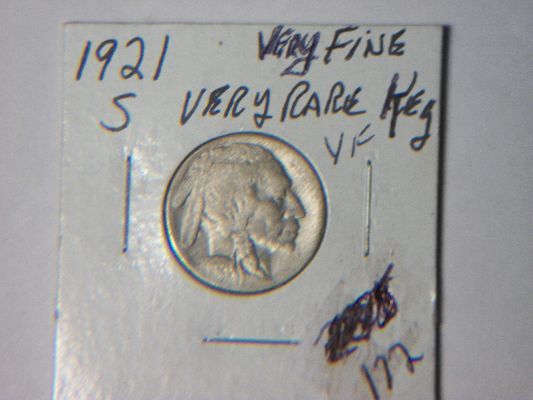 1921 VERY FINE
S VERY RARE Key
VF
172